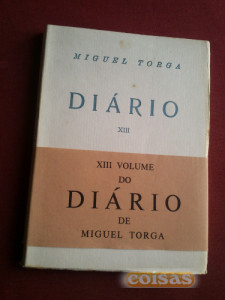 MIGUEL TORGA
DIÁRIO
XIII
XIII VOLUME
DO
DIÁRIO
DE
MIGUEL TORGA
coisas